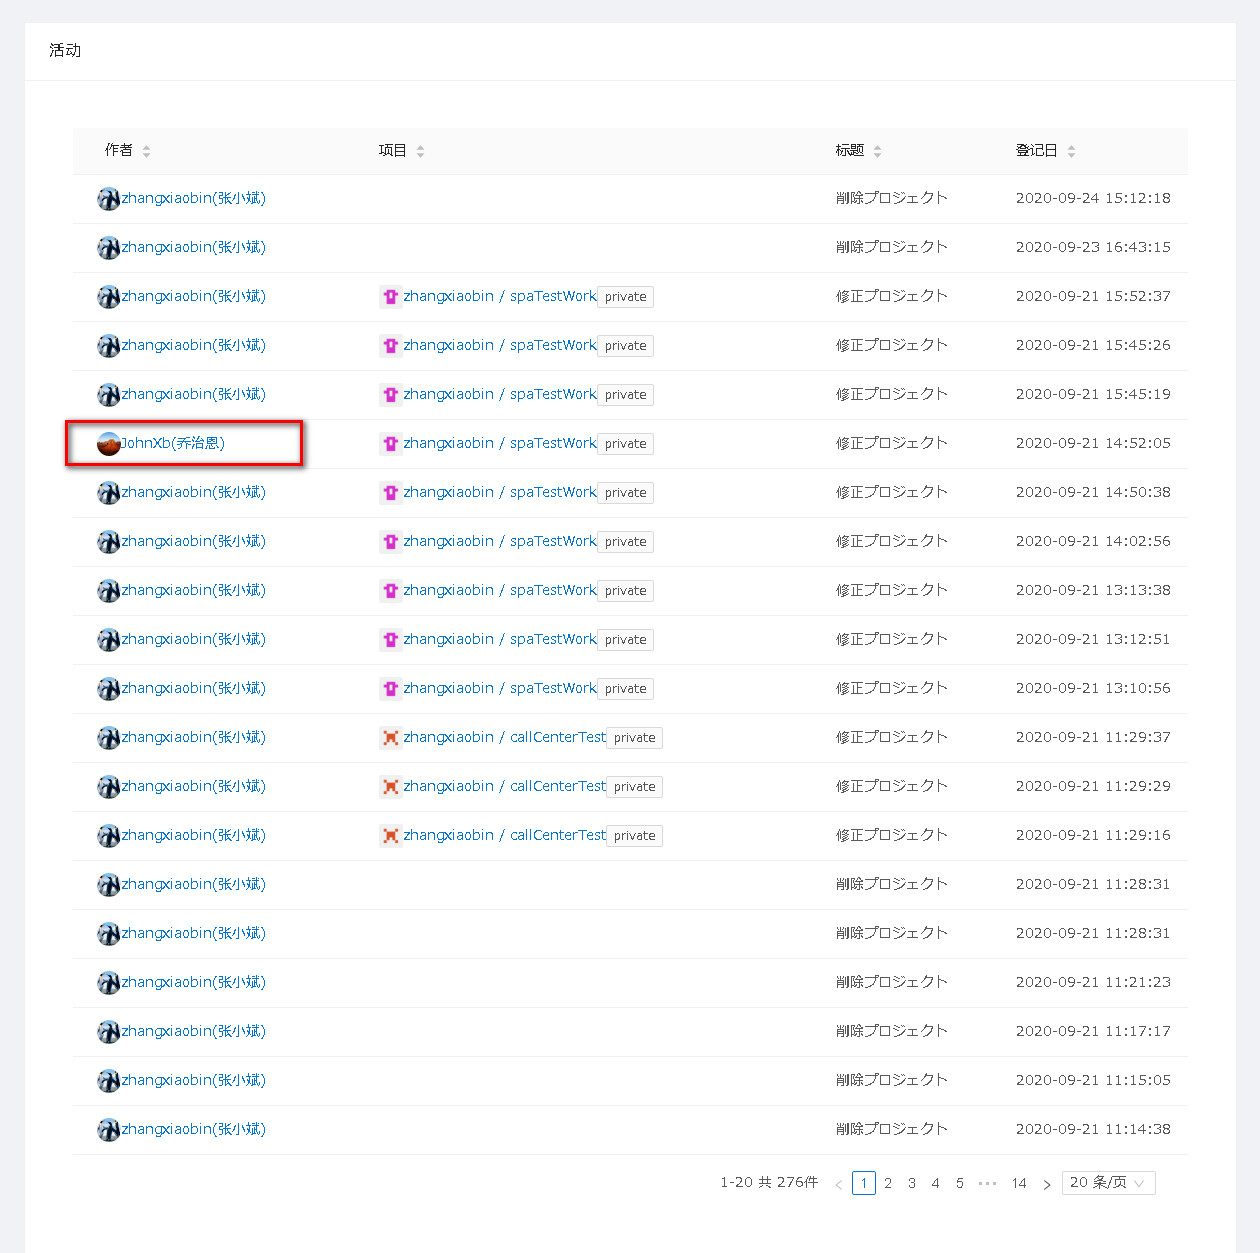 活动
作者 项目 标题 登记日
zhangxiaobin(张小斌) 削除プロジェクト 2020-09-24 15:12:18
zhangxiaobin(张小斌) 削除プロジェクト 2020-09-23 16:43:15
zhangxiaobin(张小斌) zhangxiaobin / spaTestWork private 修正プロジェクト 2020-09-21 15:52:37
zhangxiaobin(张小斌) zhangxiaobin / spaTestWork private 修正プロジェクト 2020-09-21 15:45:26
zhangxiaobin(张小斌) zhangxiaobin / spaTestWork private 修正プロジェクト 2020-09-21 15:45:19
JohnXb(乔治恩) zhangxiaobin / spaTestWork private 修正プロジェクト 2020-09-21 14:52:05
zhangxiaobin(张小斌) zhangxiaobin / spaTestWork private 修正プロジェクト 2020-09-21 14:50:38
zhangxiaobin(张小斌) zhangxiaobin / spaTestWork private 修正プロジェクト 2020-09-21 14:02:56
zhangxiaobin(张小斌) zhangxiaobin / spaTestWork private 修正プロジェクト 2020-09-21 13:13:38
zhangxiaobin(张小斌) zhangxiaobin / spaTestWork private 修正プロジェクト 2020-09-21 13:12:51
zhangxiaobin(张小斌) zhangxiaobin / spaTestWork private 修正プロジェクト 2020-09-21 13:10:56
zhangxiaobin(张小斌) zhangxiaobin / callCenterTest private 修正プロジェクト 2020-09-21 11:29:37
zhangxiaobin(张小斌) zhangxiaobin / callCenterTest private 修正プロジェクト 2020-09-21 11:29:29
zhangxiaobin(张小斌) zhangxiaobin / callCenterTest private 修正プロジェクト 2020-09-21 11:29:16
zhangxiaobin(张小斌) 削除プロジェクト 2020-09-21 11:28:31
zhangxiaobin(张小斌) 削除プロジェクト 2020-09-21 11:28:31
zhangxiaobin(张小斌) 削除プロジェクト 2020-09-21 11:21:23
zhangxiaobin(张小斌) 削除プロジェクト 2020-09-21 11:17:17
zhangxiaobin(张小斌) 削除プロジェクト 2020-09-21 11:15:05
zhangxiaobin(张小斌) 削除プロジェクト 2020-09-21 11:14:38
1-20 共 276件 < 1 2 3 4 5 ••• 14 > 20 条/页